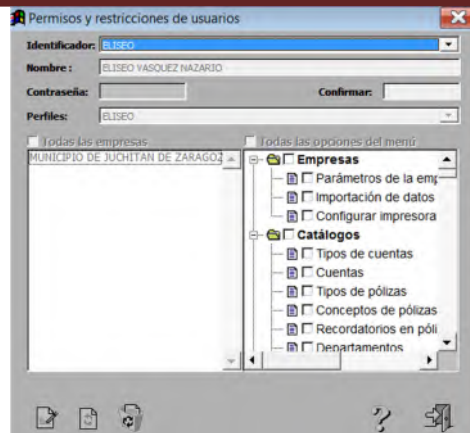 Permisos y restricciones de usuarios
Identificador: ELISEO
Nombre : ELISEO VASQUEZ NAZARIO
Contraseña: Confirmar:
Perfiles: ELISEO
Todas las empresas
MUNICIPIO DE JUCHITAN DE ZARAGOZ
Todas las opciones del menú
Empresas
Parámetros de la emp
Importación de datos
Configurar impresora
Catálogos
Tipos de cuentas
Cuentas
Tipos de pólizas
Conceptos de pólizas
Recordatorios en póli
Departamentos